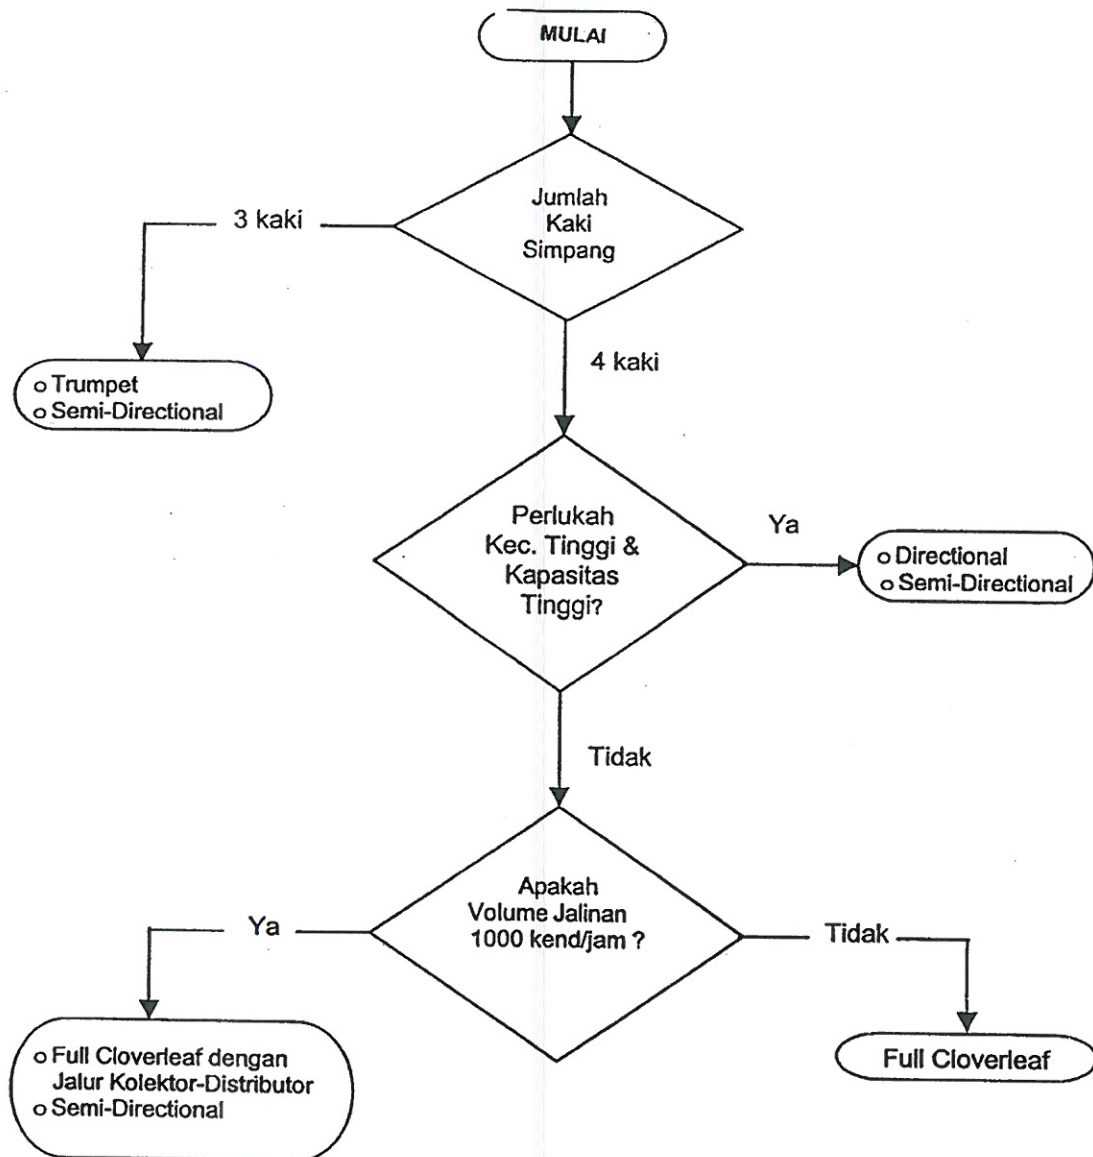 MULAI
Jumlah
Kaki
Simpang
3 kaki
4 kaki
o Trumpet
o Semi-Directional
Perlukah
Kec. Tinggi &
Kapasitas
Tinggi?
Ya
o Directional
o Semi-Directional
Tidak
Apakah
Volume Jalinan
1000 kend/jam ?
Ya
Tidak
o Full Cloverleaf dengan
Jalur Kolektor-Distributor
o Semi-Directional
Full Cloverleaf